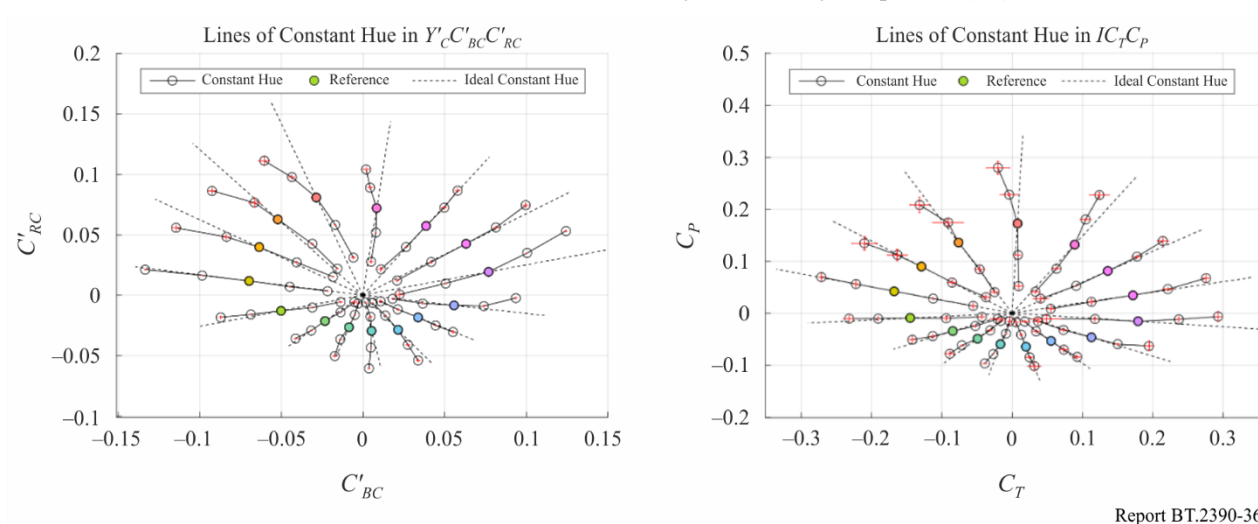 Lines of Constant Hue in Y′CC′BCC′RC
Constant Hue Reference Ideal Constant Hue
0.2
0.15
0.1
0.05
0
–0.05
–0.1
–0.15 –0.1 –0.05 0 0.05 0.1 0.15
C′RC
C′BC
Lines of Constant Hue in ICTCP
Constant Hue Reference Ideal Constant Hue
0.5
0.4
0.3
0.2
0.1
0
–0.1
–0.2
–0.3 –0.2 –0.1 0 0.1 0.2 0.3
CP
CT
Report BT.2390-36